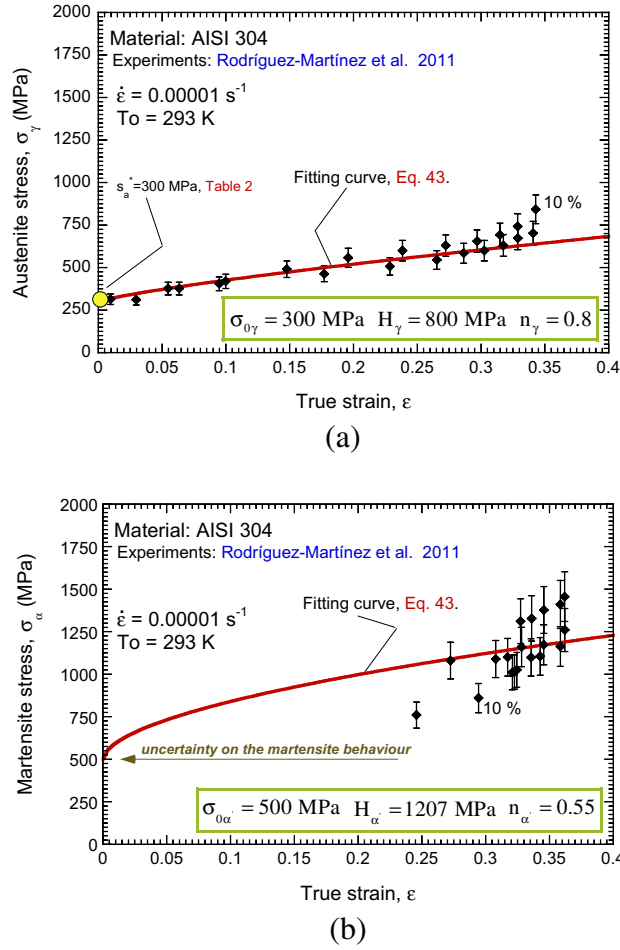 2000
1750
1500
1250
1000
750
500
250
0
Austenite stress, σγ (MPa)
Material: AISI 304
Experiments: Rodríguez-Martínez et al. 2011
ε̇ = 0.00001 s⁻¹
To = 293 K
sa*=300 MPa, Table 2
Fitting curve, Eq. 43.
10 %
σ0γ = 300 MPa Hγ = 800 MPa nγ = 0.8
0 0.05 0.1 0.15 0.2 0.25 0.3 0.35 0.4
True strain, ε
(a)
2000
1750
1500
1250
1000
750
500
250
0
Martensite stress, σα (MPa)
Material: AISI 304
Experiments: Rodríguez-Martínez et al. 2011
Fitting curve, Eq. 43.
ε̇ = 0.00001 s⁻¹
To = 293 K
10 %
uncertainty on the martensite behaviour
σ0α' = 500 MPa Hα' = 1207 MPa nα' = 0.55
0 0.05 0.1 0.15 0.2 0.25 0.3 0.35 0.4
True strain, ε
(b)